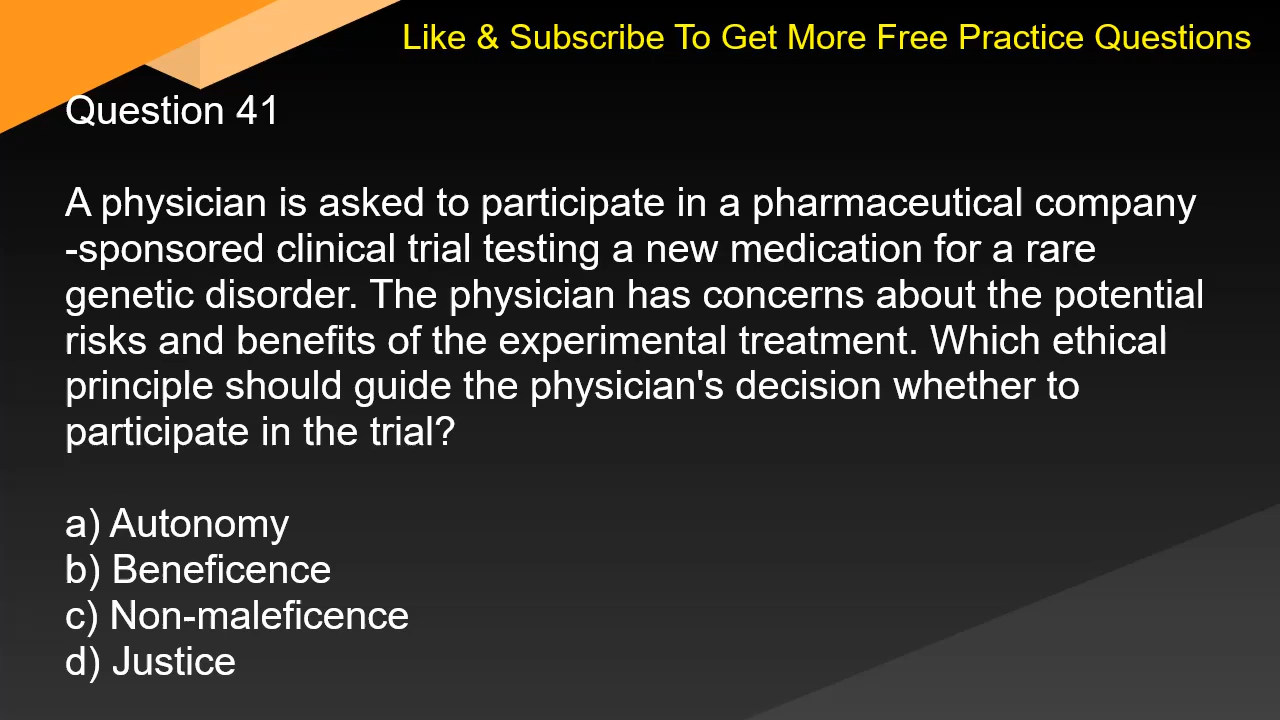 Like & Subscribe To Get More Free Practice Questions
Question 41
A physician is asked to participate in a pharmaceutical company
-sponsored clinical trial testing a new medication for a rare
genetic disorder. The physician has concerns about the potential
risks and benefits of the experimental treatment. Which ethical
principle should guide the physician's decision whether to
participate in the trial?
a) Autonomy
b) Beneficence
c) Non-maleficence
d) Justice